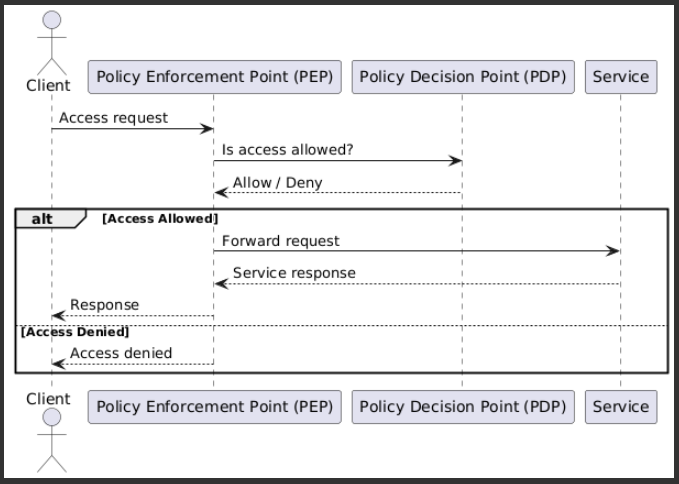 Client
Policy Enforcement Point (PEP)
Policy Decision Point (PDP)
Service
Access request
Is access allowed?
Allow / Deny
alt
[Access Allowed]
Forward request
Service response
Response
[Access Denied]
Access denied
Client
Policy Enforcement Point (PEP)
Policy Decision Point (PDP)
Service